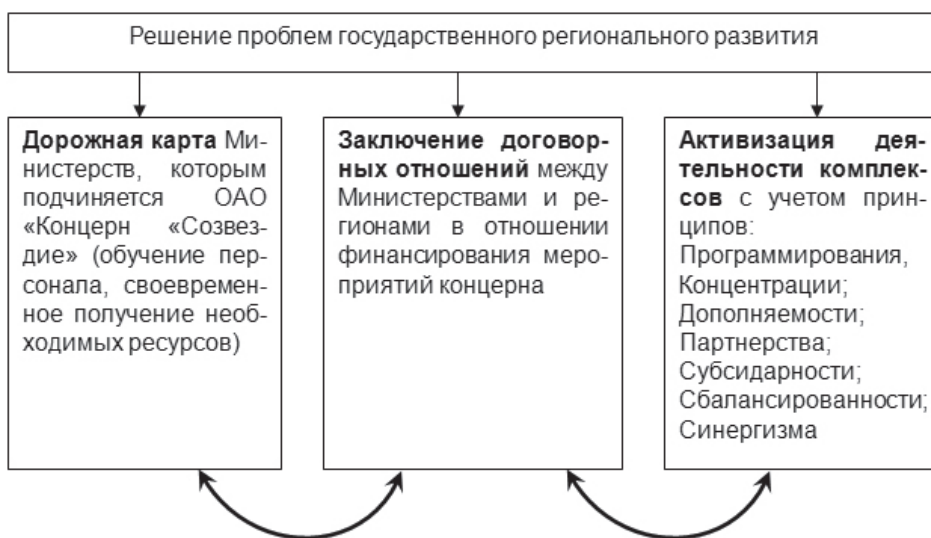 Решение проблем государственного регионального развития
Дорожная карта Ми-
нистерств, которым
подчиняется ОАО
«Концерн «Созвез-
дие» (обучение пер-
сонала, своевремен-
ное получение необ-
ходимых ресурсов)
Заключение договор-
ных отношений между
Министерствами и ре-
гионами в отношении
финансирования меро-
приятий концерна
Активизация дея-
тельности комплек-
сов с учетом прин-
ципов:
Программирования,
Концентрации;
Дополняемости;
Партнерства;
Субсидарности;
Сбалансированности;
Синергизма